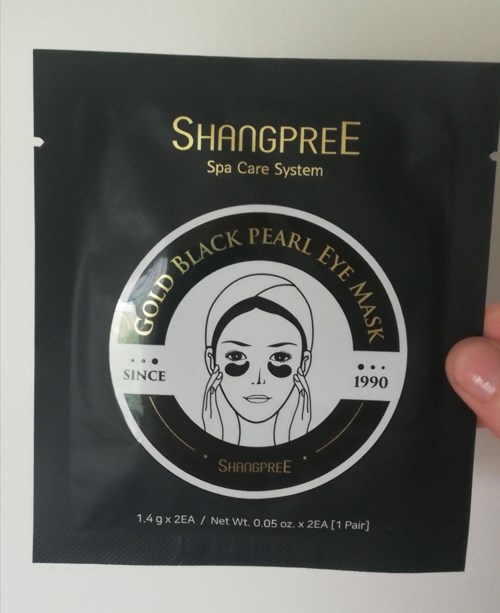 SHANGPREE
Spa Care System
GOLD BLACK PEARL EYE MASK
SINCE
1990
SHANGPREE
1.4 g x 2EA / Net Wt. 0.05 oz. x 2EA [1 Pair]